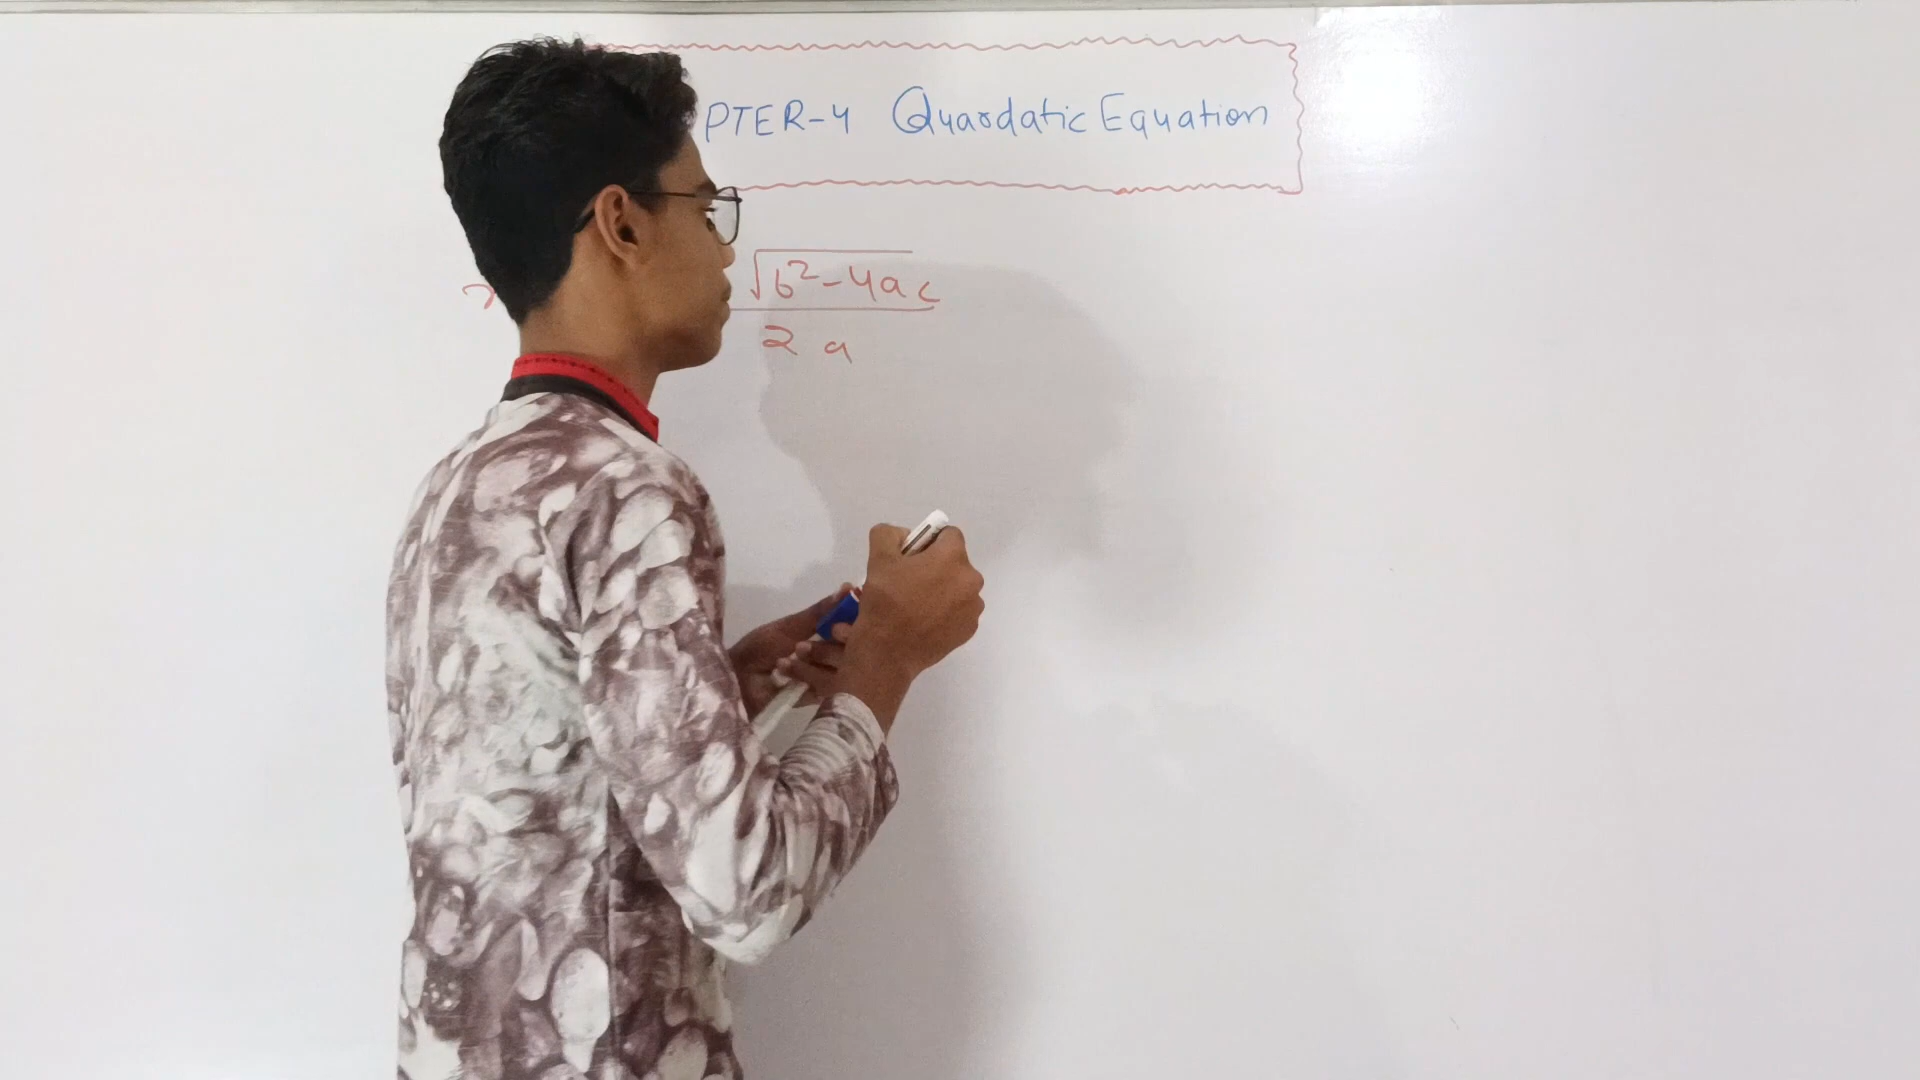 PTER-4 Quardatic Equation
√b²-4ac
2a